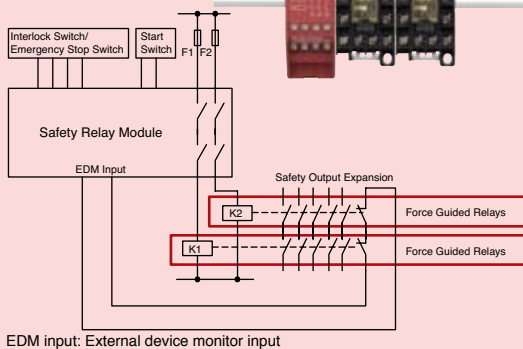 Interlock Switch/
Emergency Stop Switch
Start
Switch
F1 F2
Safety Relay Module
EDM Input
Safety Output Expansion
K2
Force Guided Relays
K1
Force Guided Relays
EDM input: External device monitor input